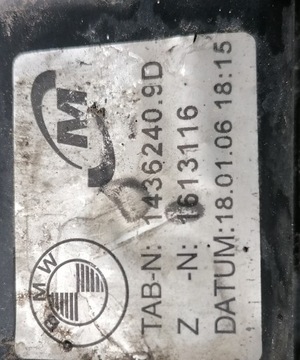 M
BMW
TAB-N: 1436240.9D
Z -N: 1613116
DATUM:18.01.06 18:15